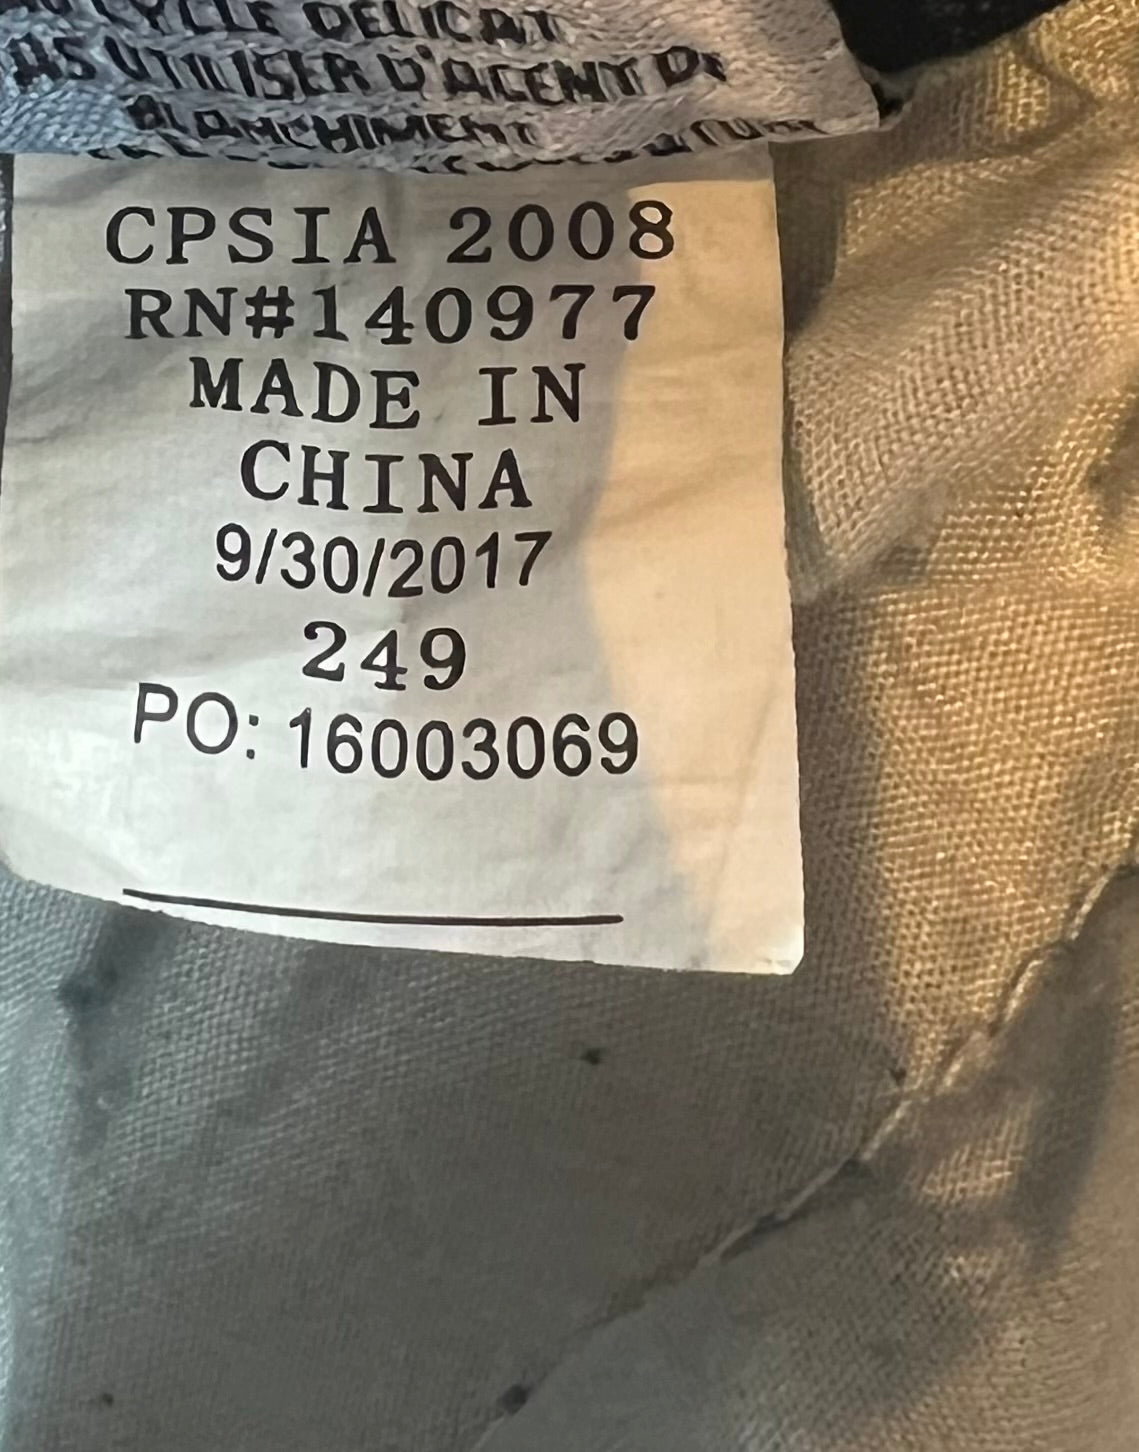 CYCLE DELICAT
AS UTILISER D'AGENT DE
BLANCHIMENT
CPSIA 2008
RN#140977
MADE IN
CHINA
9/30/2017
249
PO: 16003069